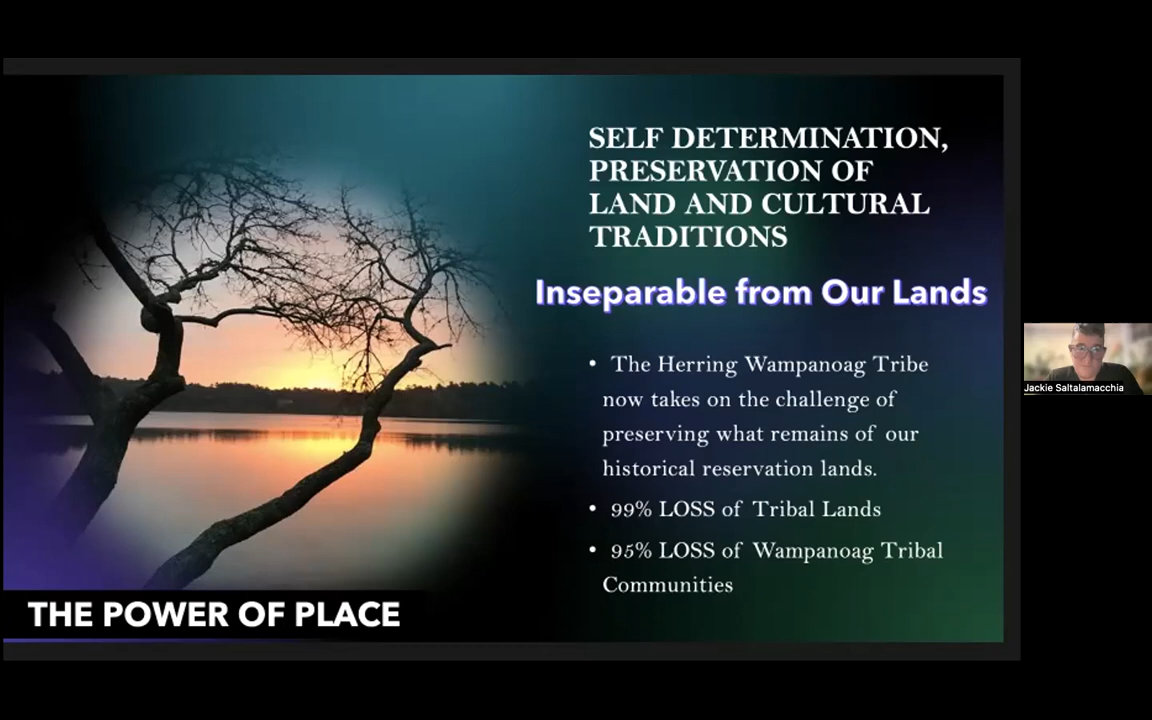 SELF DETERMINATION,
PRESERVATION OF
LAND AND CULTURAL
TRADITIONS
Inseparable from Our Lands
• The Herring Wampanoag Tribe
now takes on the challenge of
preserving what remains of our
historical reservation lands.
• 99% LOSS of Tribal Lands
• 95% LOSS of Wampanoag Tribal
Communities
THE POWER OF PLACE
Jackie Saltalamacchia